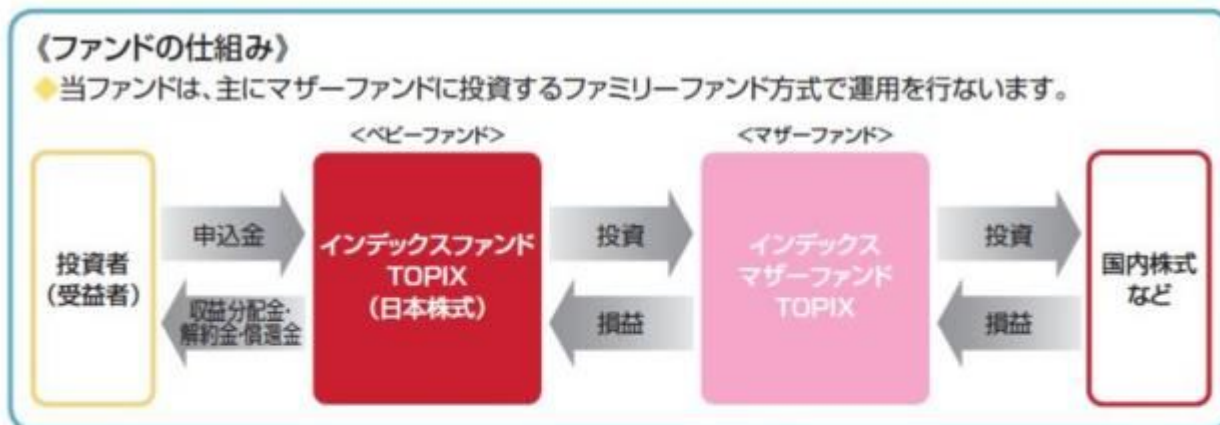 《ファンドの仕組み》
◆当ファンドは、主にマザーファンドに投資するファミリーファンド方式で運用を行ないます。
<ベビーファンド>
<マザーファンド>
投資者
（受益者）
申込金
収益分配金・
解約金・償還金
インデックスファンド
TOPIX
（日本株式）
投資
損益
インデックス
マザーファンド
TOPIX
投資
損益
国内株式
など